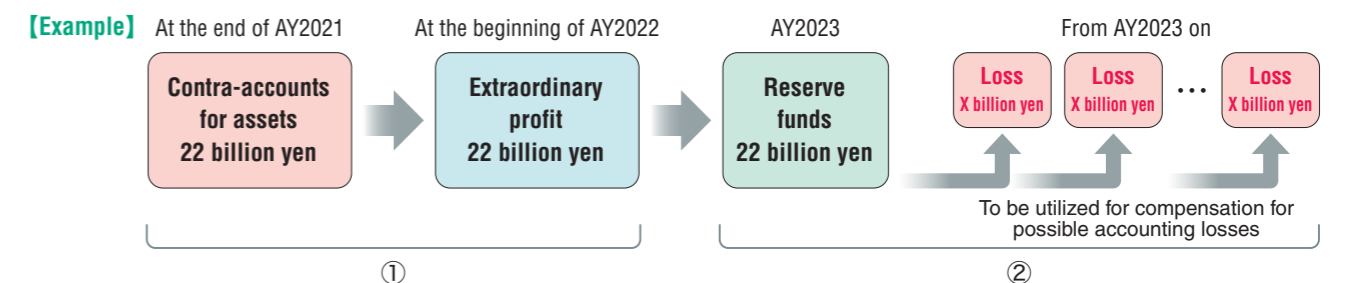 【Example】 At the end of AY2021 At the beginning of AY2022 AY2023 From AY2023 on
Contra-accounts
for assets
22 billion yen
Extraordinary
profit
22 billion yen
Reserve
funds
22 billion yen
Loss
X billion yen
Loss
X billion yen
...
Loss
X billion yen
To be utilized for compensation for
possible accounting losses
①
②